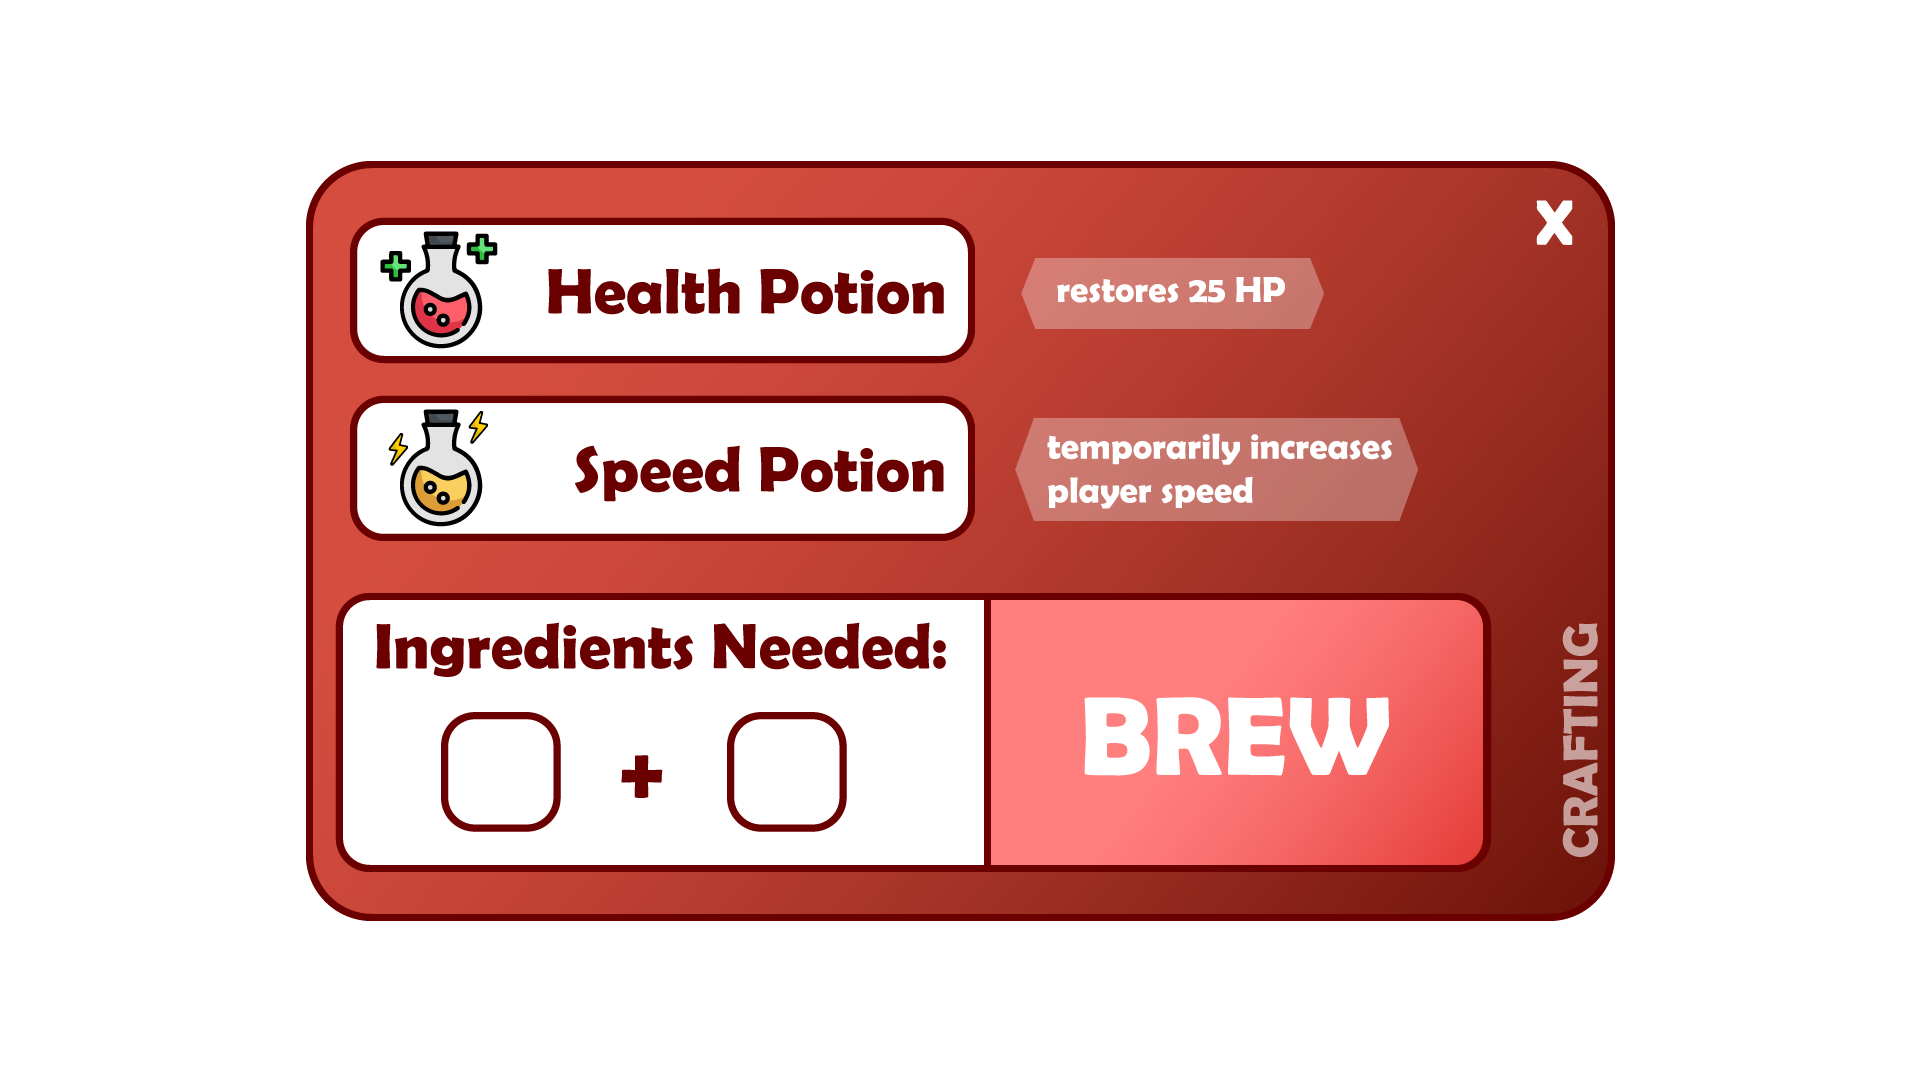 X
Health Potion
restores 25 HP
Speed Potion
temporarily increases
player speed
Ingredients Needed:
+
BREW
CRAFTING